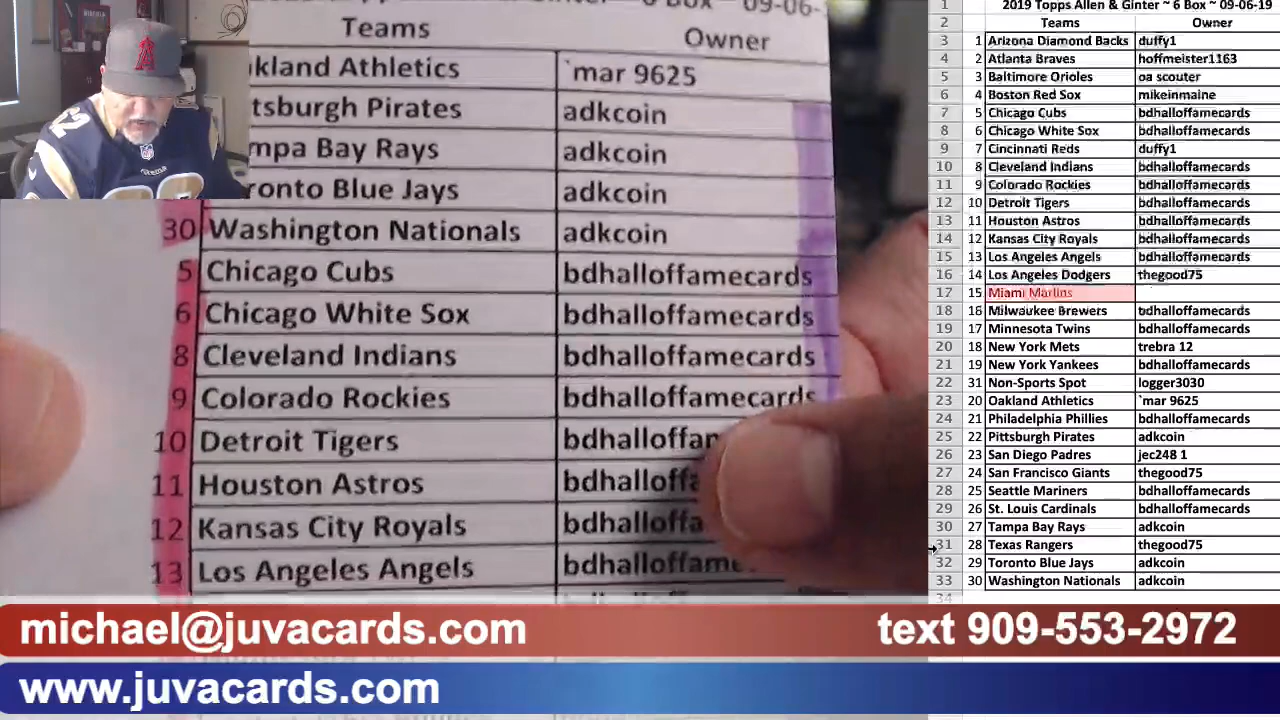 Teams Owner
kland Athletics `mar 9625
tsburgh Pirates adkcoin
mpa Bay Rays adkcoin
ronto Blue Jays adkcoin
30 Washington Nationals adkcoin
5 Chicago Cubs bdhalloffamecards
6 Chicago White Sox bdhalloffamecards
8 Cleveland Indians bdhalloffamecards
9 Colorado Rockies bdhalloffamecards
10 Detroit Tigers bdhalloffam
11 Houston Astros bdhalloffa
12 Kansas City Royals bdhalloffa
13 Los Angeles Angels bdhalloffame
1 2019 Topps Allen & Ginter ~ 6 Box ~ 09-06-19
2 Teams Owner
3 1 Arizona Diamond Backs duffy1
4 2 Atlanta Braves hoffmeister1163
5 3 Baltimore Orioles oa scouter
6 4 Boston Red Sox mikeinmaine
7 5 Chicago Cubs bdhalloffamecards
8 6 Chicago White Sox bdhalloffamecards
9 7 Cincinnati Reds duffy1
10 8 Cleveland Indians bdhalloffamecards
11 9 Colorado Rockies bdhalloffamecards
12 10 Detroit Tigers bdhalloffamecards
13 11 Houston Astros bdhalloffamecards
14 12 Kansas City Royals bdhalloffamecards
15 13 Los Angeles Angels bdhalloffamecards
16 14 Los Angeles Dodgers thegood75
17 15 Miami Marlins
18 16 Milwaukee Brewers bdhalloffamecards
19 17 Minnesota Twins bdhalloffamecards
20 18 New York Mets trebra 12
21 19 New York Yankees bdhalloffamecards
22 31 Non-Sports Spot logger3030
23 20 Oakland Athletics `mar 9625
24 21 Philadelphia Phillies bdhalloffamecards
25 22 Pittsburgh Pirates adkcoin
26 23 San Diego Padres jec248 1
27 24 San Francisco Giants thegood75
28 25 Seattle Mariners bdhalloffamecards
29 26 St. Louis Cardinals bdhalloffamecards
30 27 Tampa Bay Rays adkcoin
31 28 Texas Rangers thegood75
32 29 Toronto Blue Jays adkcoin
33 30 Washington Nationals adkcoin
34
michael@juvacards.com text 909-553-2972
www.juvacards.com